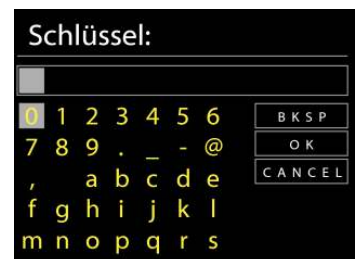 Schlüssel:
0 1 2 3 4 5 6 BKSP
7 8 9 . _ - @ OK
, a b c d e CANCEL
f g h i j k l
m n o p q r s